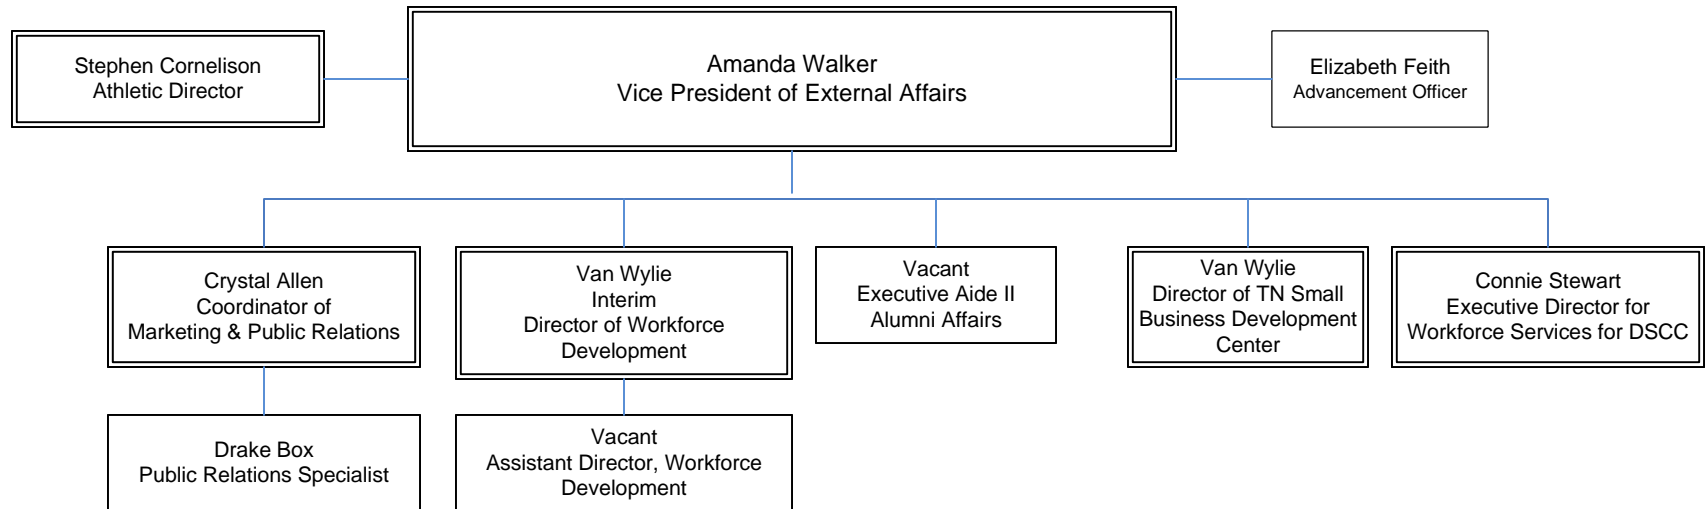 Stephen Cornelison
Athletic Director
Amanda Walker
Vice President of External Affairs
Elizabeth Feith
Advancement Officer
Crystal Allen
Coordinator of
Marketing & Public Relations
Van Wylie
Interim
Director of Workforce
Development
Vacant
Executive Aide II
Alumni Affairs
Van Wylie
Director of TN Small
Business Development
Center
Connie Stewart
Executive Director for
Workforce Services for DSCC
Drake Box
Public Relations Specialist
Vacant
Assistant Director, Workforce
Development